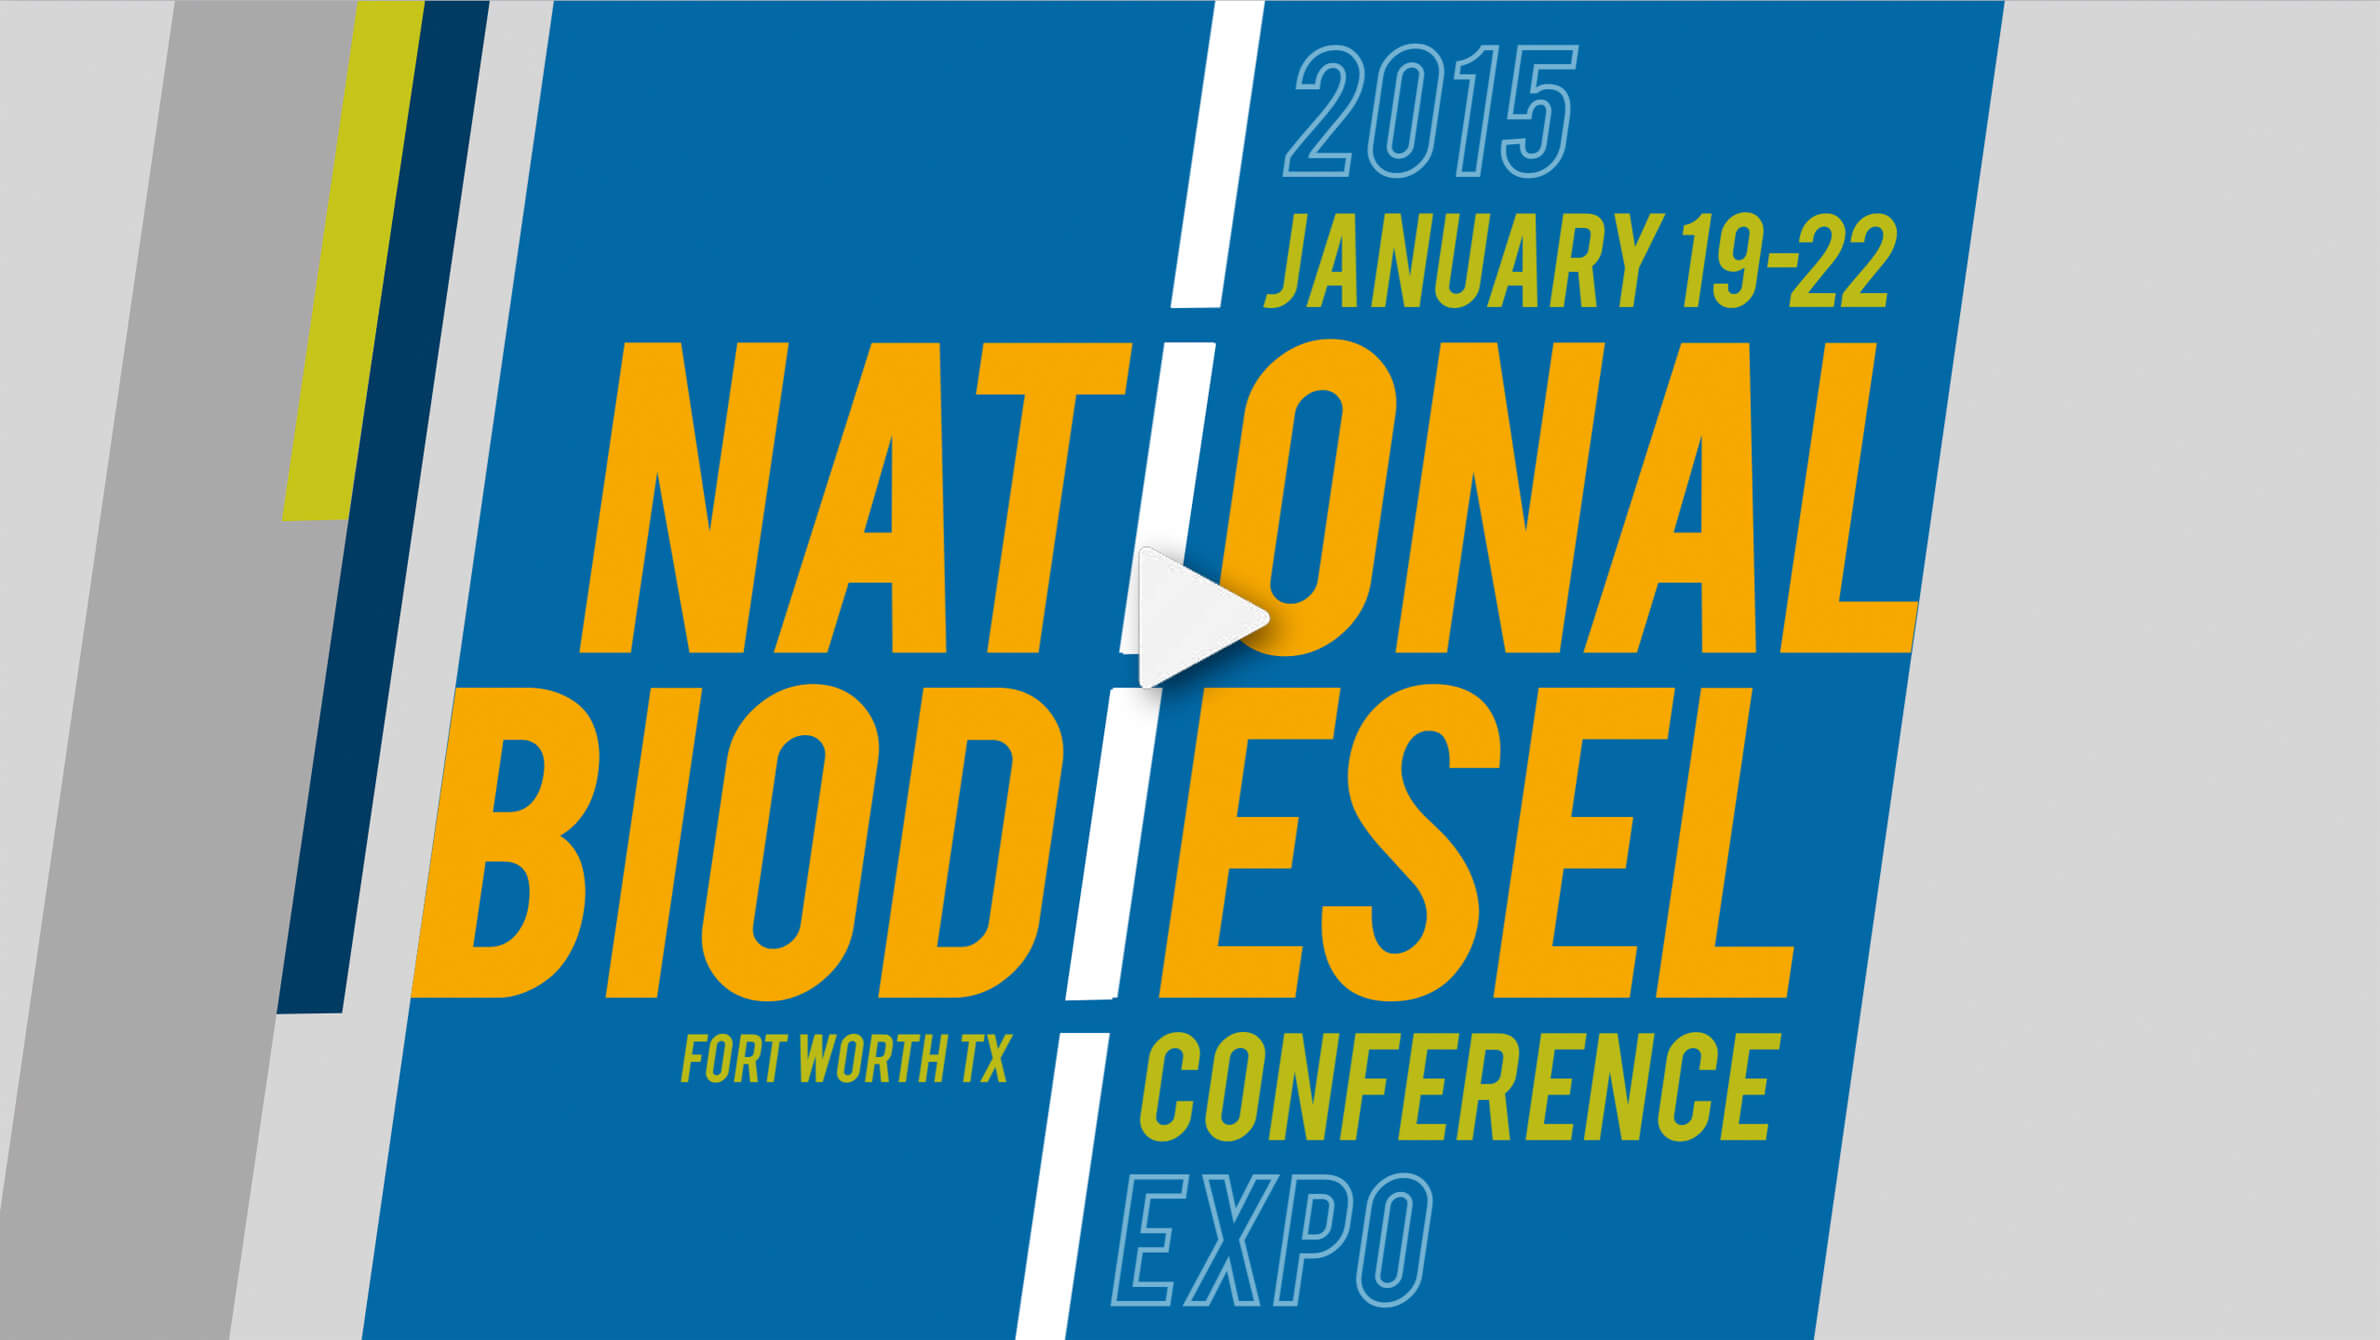 2015
JANUARY 19-22
NATIONAL
BIODIESEL
FORT WORTH TX
CONFERENCE
EXPO